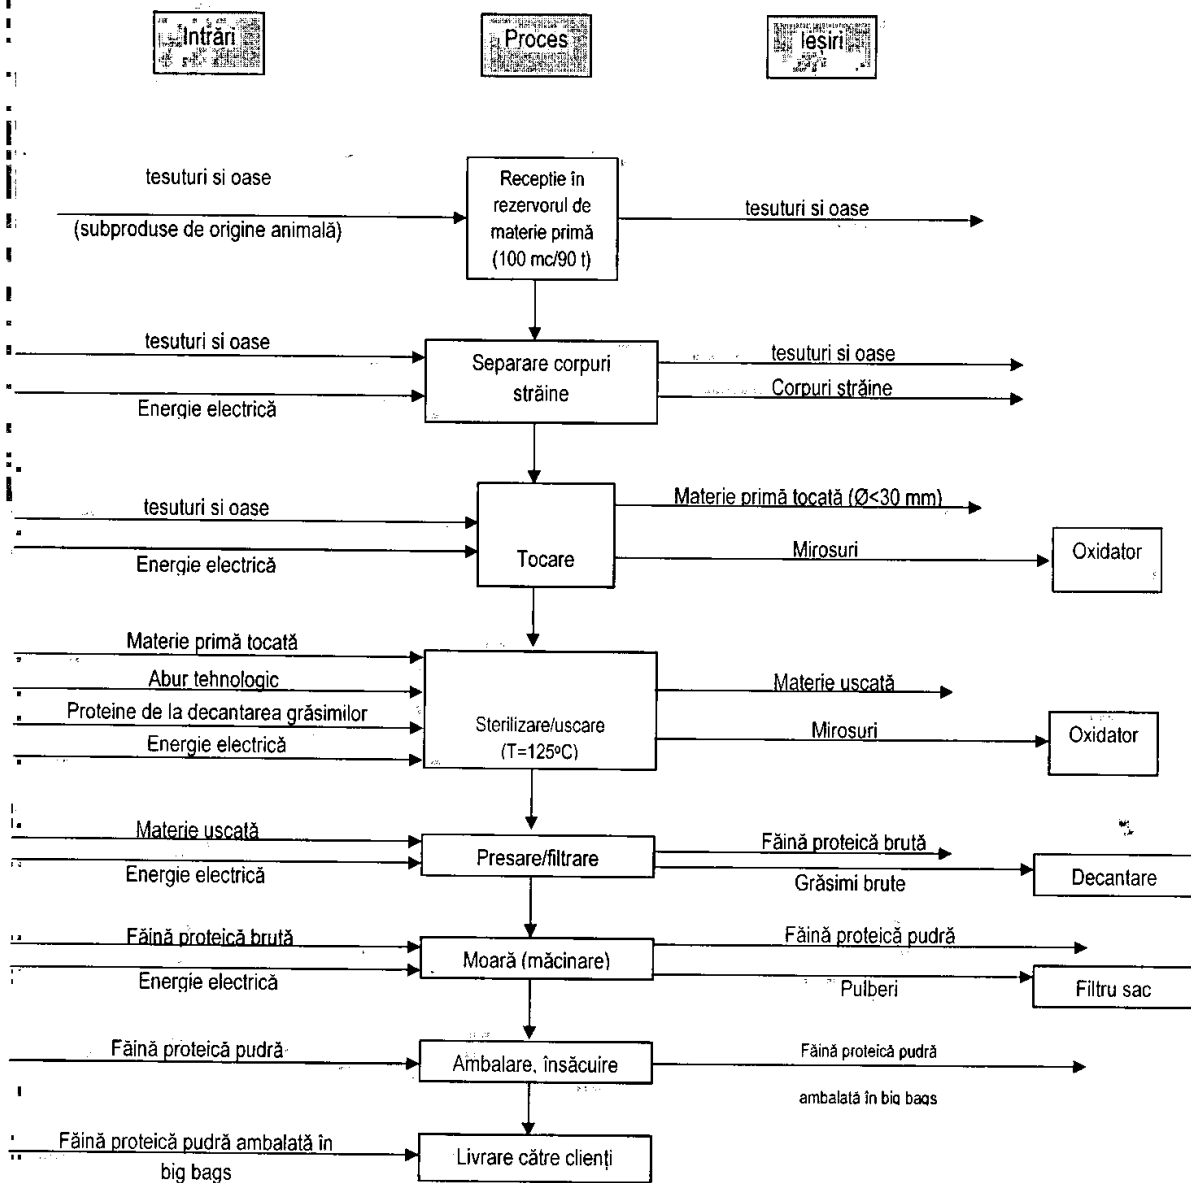 Intrări
Proces
Ieșiri
tesuturi si oase
(subproduse de origine animală)
Receptie în
rezervorul de
materie primă
(100 mc/90 t)
tesuturi si oase
tesuturi si oase
Energie electrică
Separare corpuri
străine
tesuturi si oase
Corpuri străine
tesuturi si oase
Energie electrică
Tocare
Materie primă tocată (Ø<30 mm)
Mirosuri
Oxidator
Materie primă tocată
Abur tehnologic
Proteine de la decantarea grăsimilor
Energie electrică
Sterilizare/uscare
(T=125ºC)
Materie uscată
Mirosuri
Oxidator
Materie uscată
Energie electrică
Presare/filtrare
Făină proteică brută
Grăsimi brute
Decantare
Făină proteică brută
Energie electrică
Moară (măcinare)
Făină proteică pudră
Pulberi
Filtru sac
Făină proteică pudră
Ambalare, însăcuire
Făină proteică pudră
ambalată în big bags
Făină proteică pudră ambalată în
big bags
Livrare către clienți